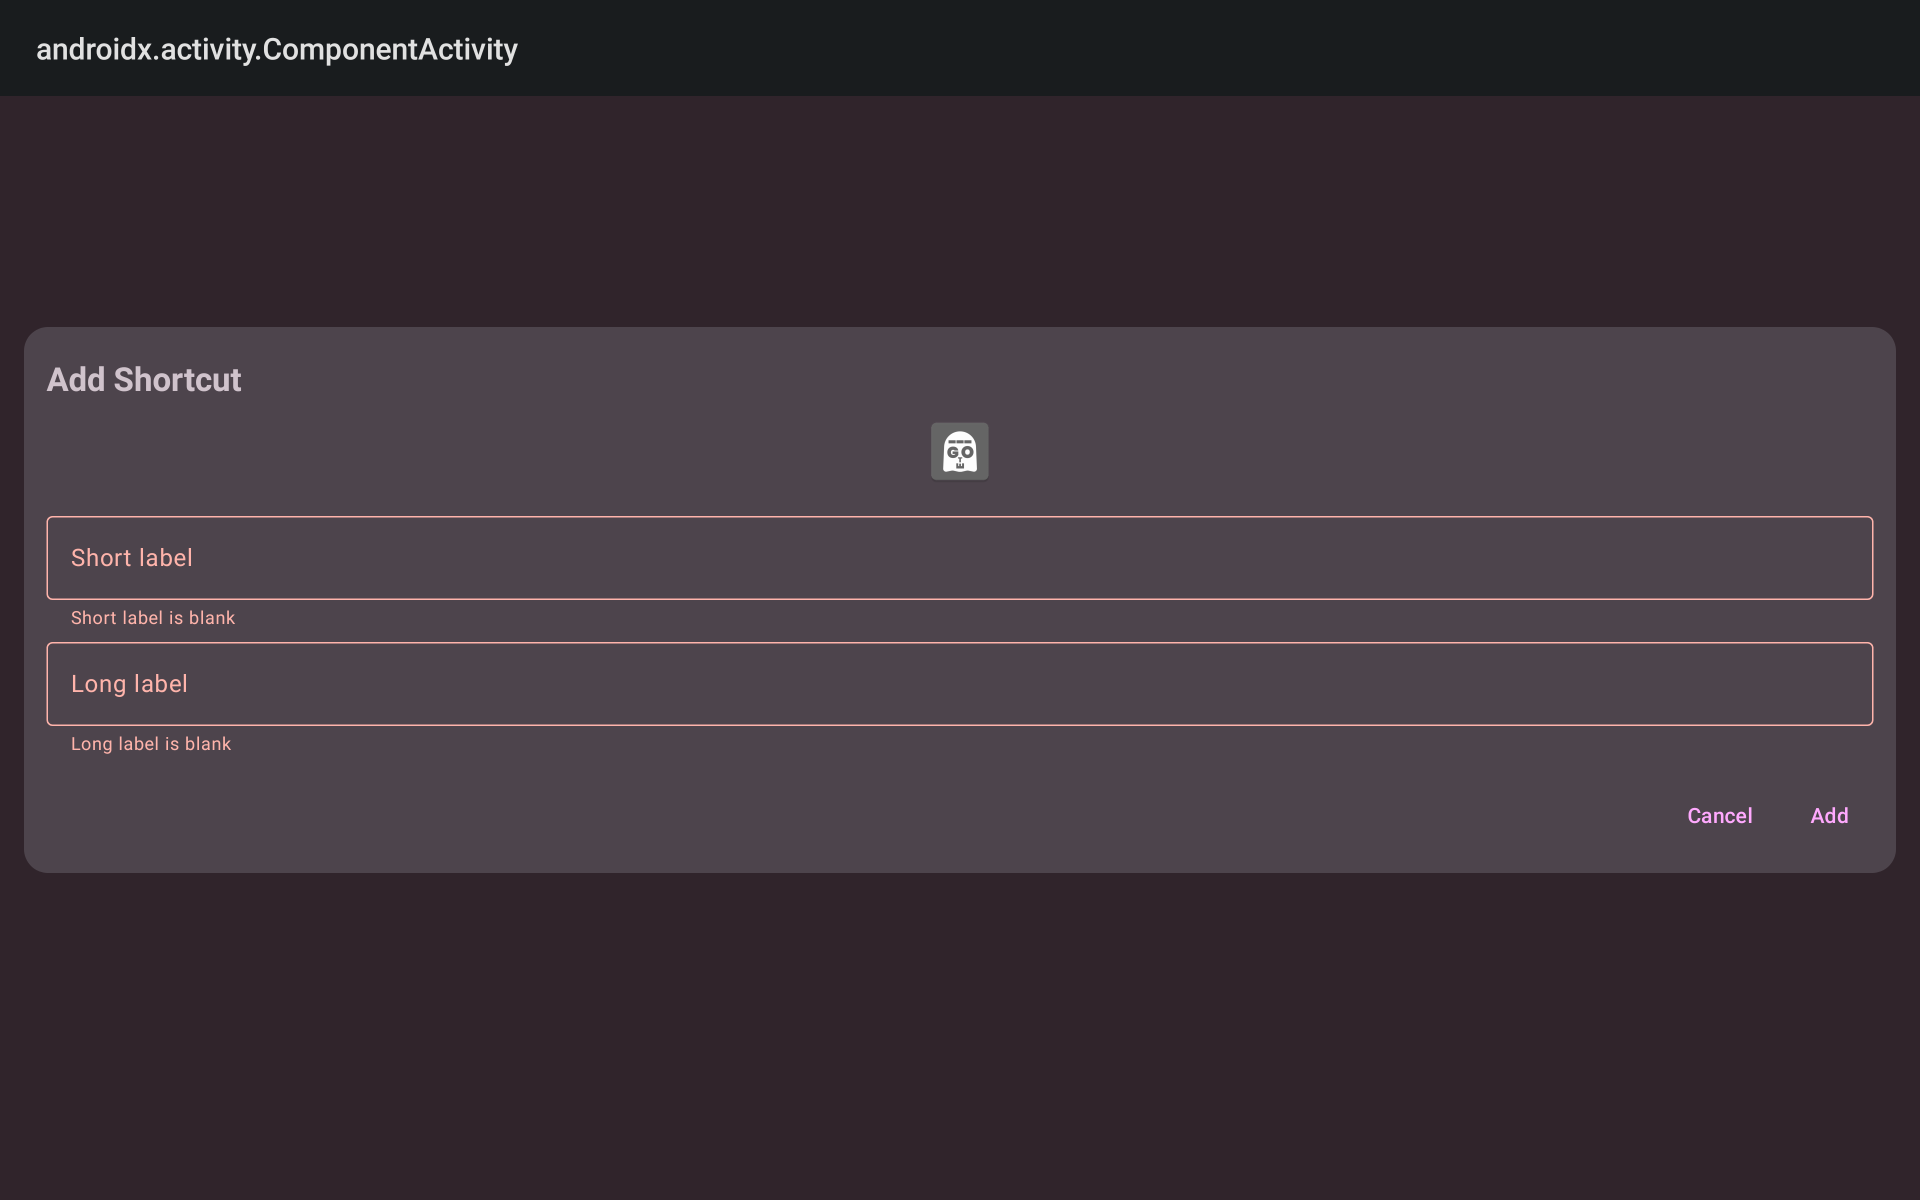 androidx.activity.ComponentActivity
Add Shortcut
GO
Short label
Short label is blank
Long label
Long label is blank
Cancel
Add